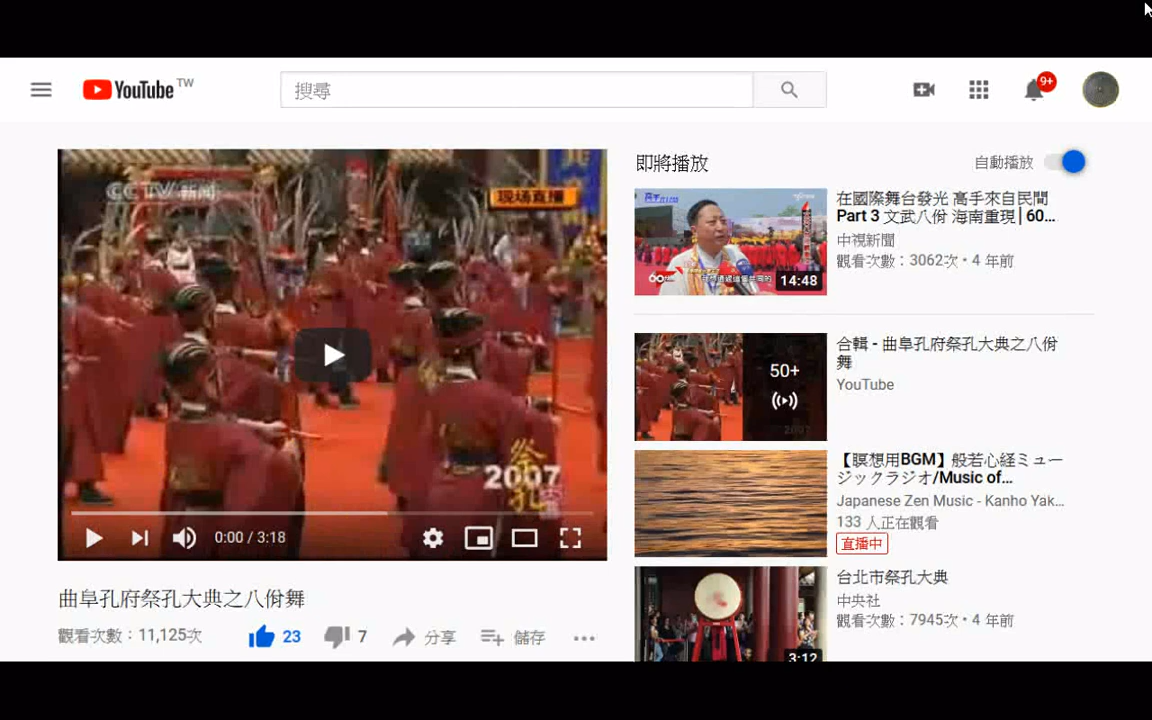 YouTube TW
搜尋
9+
CCTV 新闻
现场直播
祭孔
2007
0:00 / 3:18
曲阜孔府祭孔大典之八佾舞
觀看次數：11,125次
23
7
分享
儲存
即將播放
自動播放
14:48
在國際舞台發光 高手來自民間
Part 3 文武八佾 海南重現 | 60...
中視新聞
觀看次數：3062次 • 4 年前
50+
2007
合輯 - 曲阜孔府祭孔大典之八佾
舞
YouTube
【瞑想用BGM】般若心経ミュー
ジックラジオ/Music of...
Japanese Zen Music - Kanho Yak...
133 人正在觀看
直播中
3:12
台北市祭孔大典
中央社
觀看次數：7945次 • 4 年前